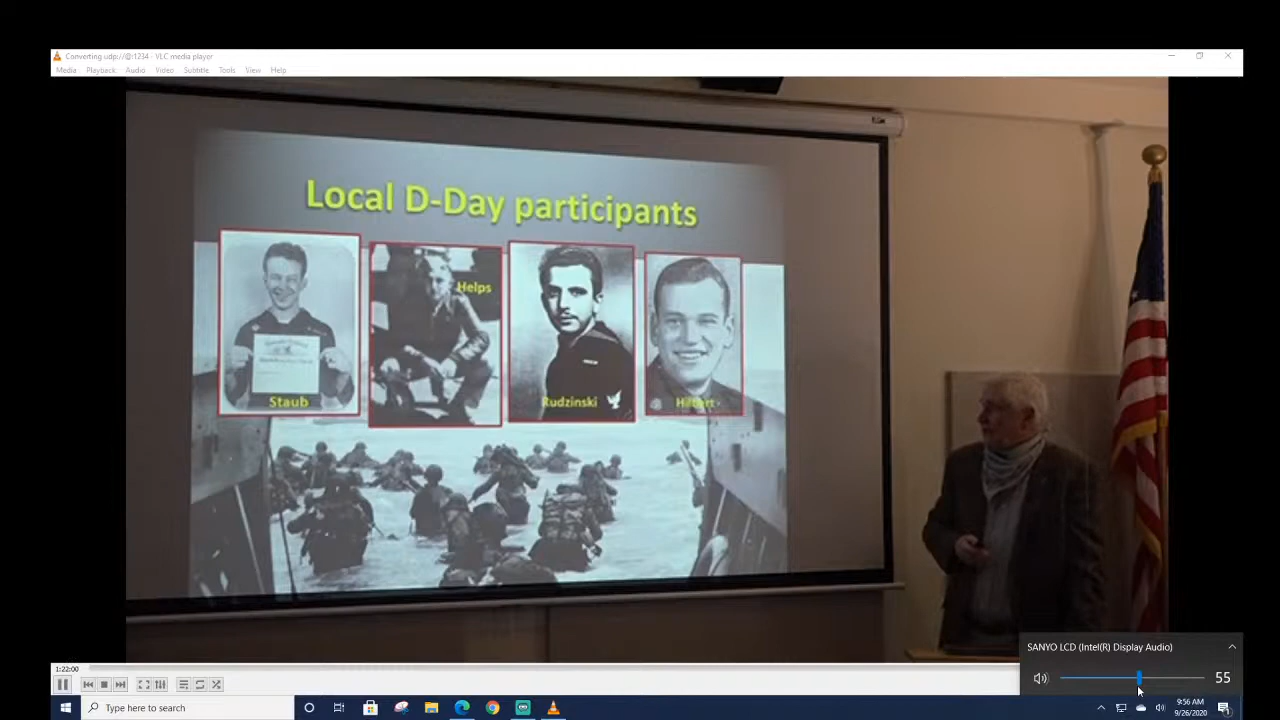 Converting udp://@:1234 - VLC media player
Media Playback Audio Video Subtitle Tools View Help
Local D-Day participants
Helps
Staub
Rudzinski
Hilbert
1:22:00
SANYO LCD (Intel(R) Display Audio)
55
Type here to search
9:56 AM
9/26/2020